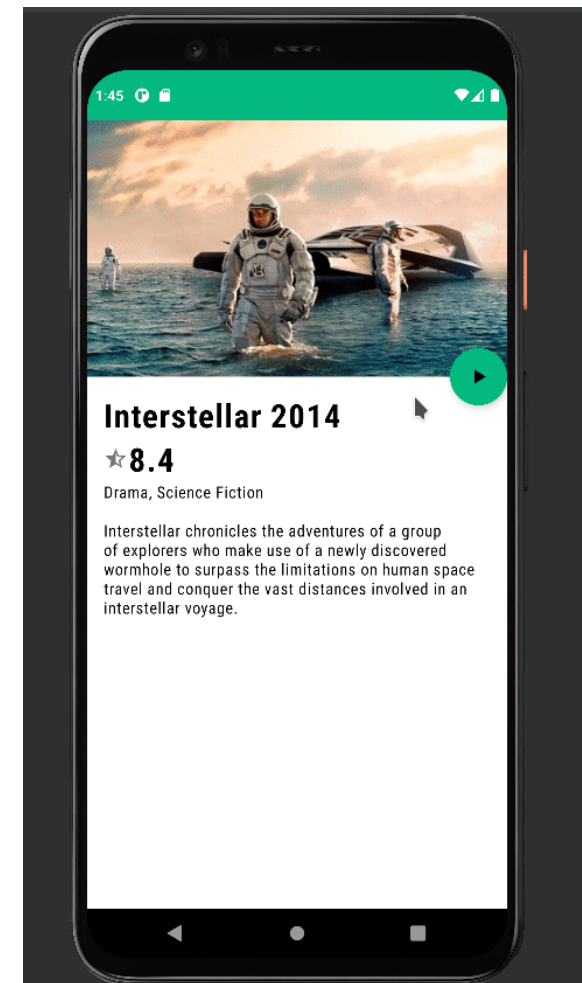 1:45
Interstellar 2014
8.4
Drama, Science Fiction
Interstellar chronicles the adventures of a group
of explorers who make use of a newly discovered
wormhole to surpass the limitations on human space
travel and conquer the vast distances involved in an
interstellar voyage.